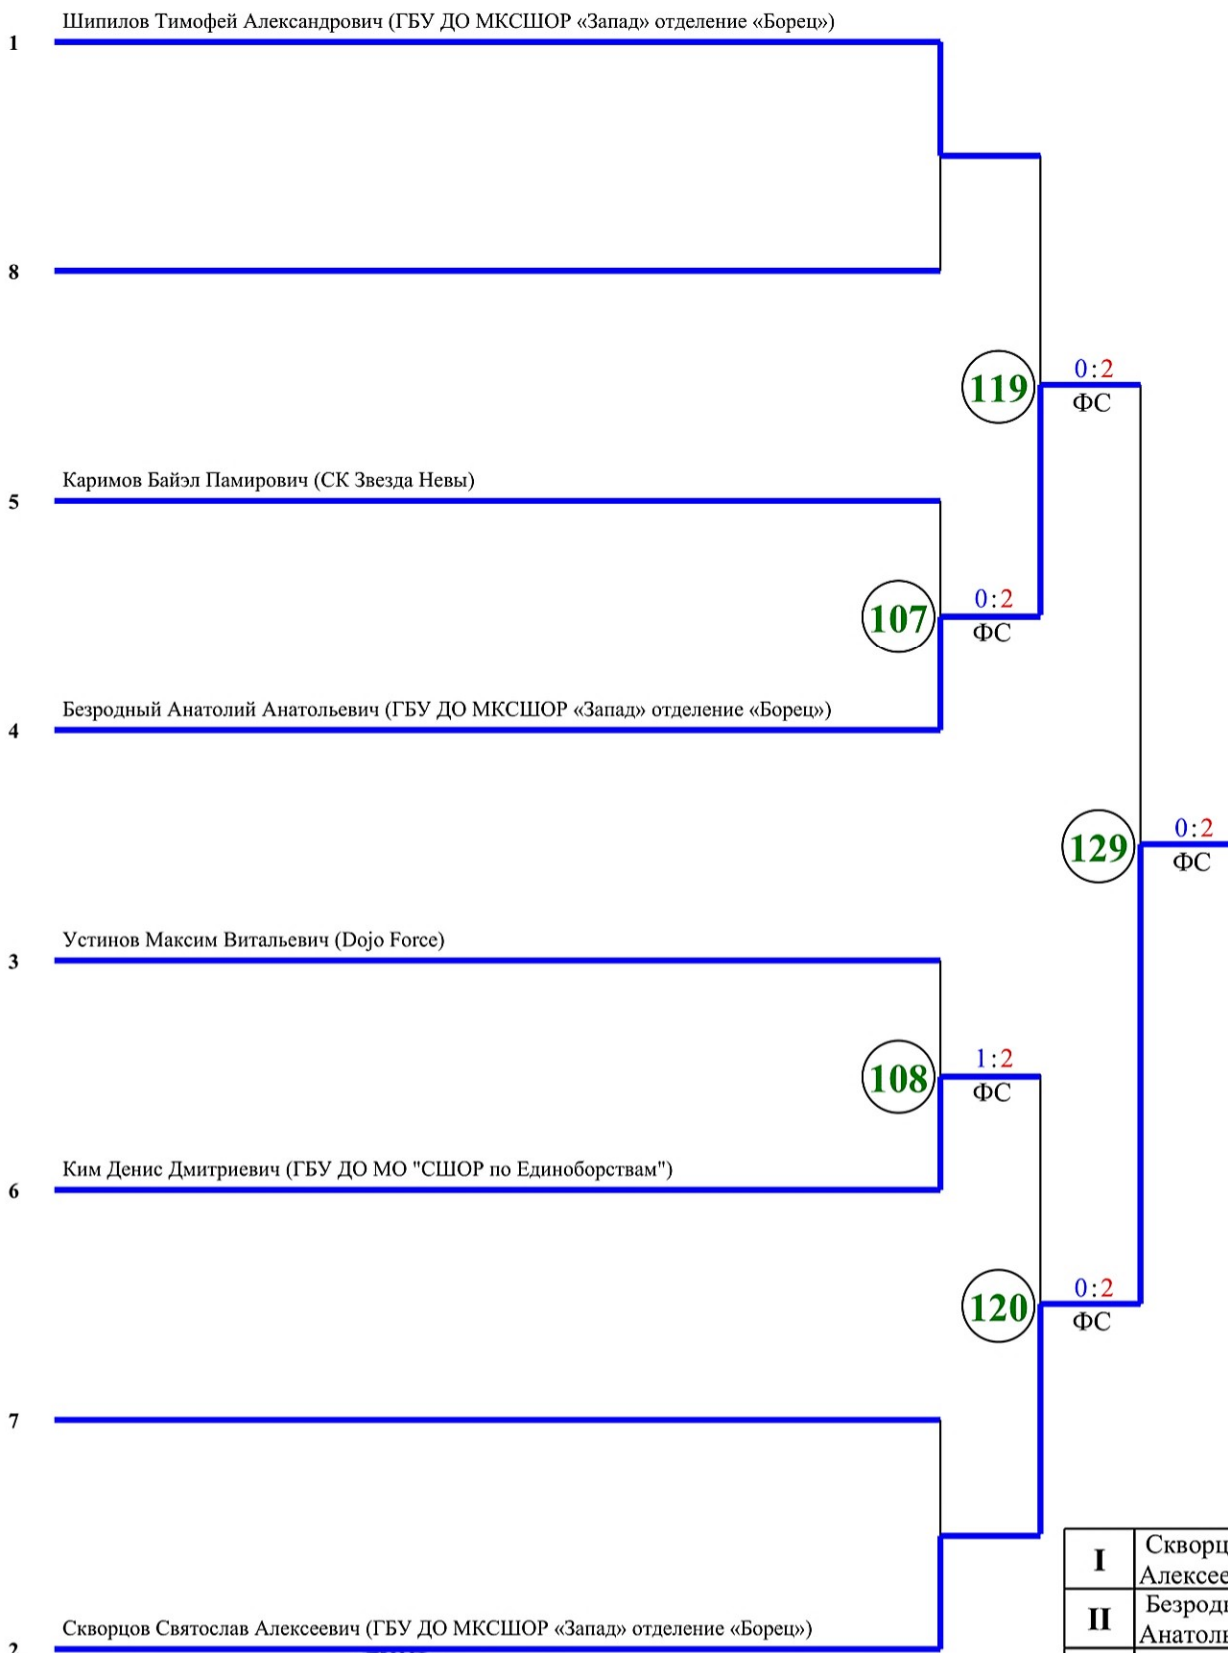 Шипилов Тимофей Александрович (ГБУ ДО МКСШОР «Запад» отделение «Борец»)
1
8
119
0:2
ФС
Каримов Байэл Памирович (СК Звезда Невы)
5
107
0:2
ФС
Безродный Анатолий Анатольевич (ГБУ ДО МКСШОР «Запад» отделение «Борец»)
4
129
0:2
ФС
Устинов Максим Витальевич (Dojo Force)
3
108
1:2
ФС
Ким Денис Дмитриевич (ГБУ ДО МО "СШОР по Единоборствам")
6
120
0:2
ФС
7
I
II
Скворцов Святослав Алексеевич (ГБУ ДО МКСШОР «Запад» отделение «Борец»)
2